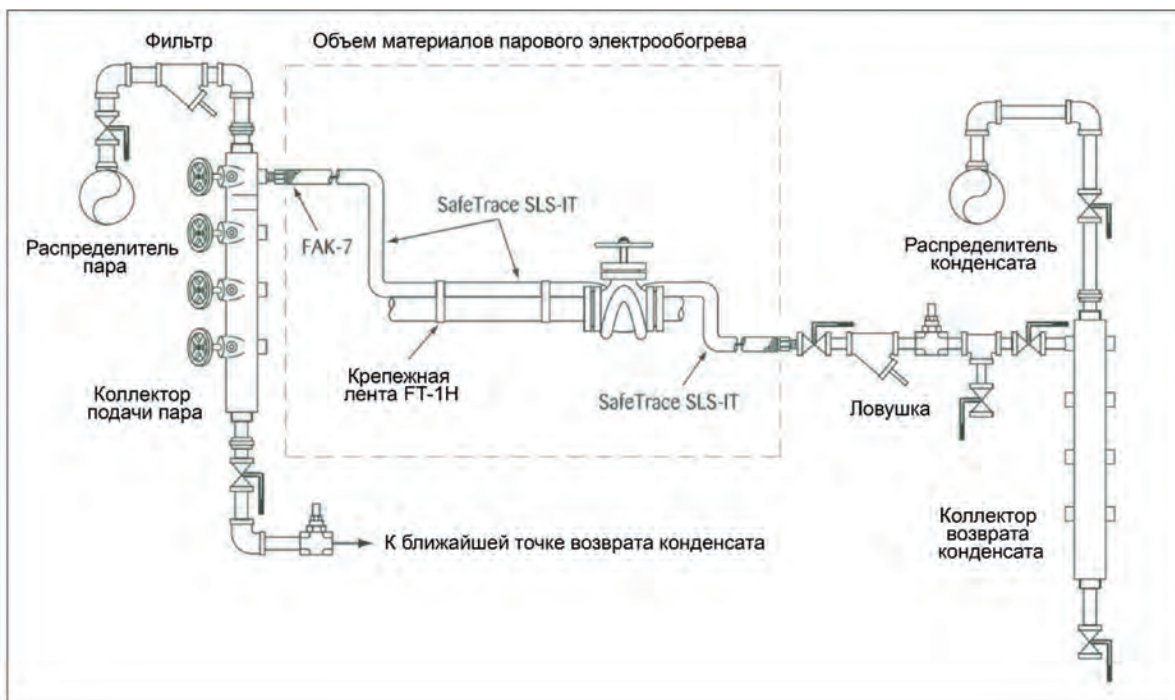 Фильтр
Объем материалов парового электрообогрева
SafeTrace SLS-IT
FAK-7
Распределитель
пара
Распределитель
конденсата
Крепежная
лента FT-1H
SafeTrace SLS-IT
Коллектор
подачи пара
Ловушка
Коллектор
возврата
конденсата
К ближайшей точке возврата конденсата